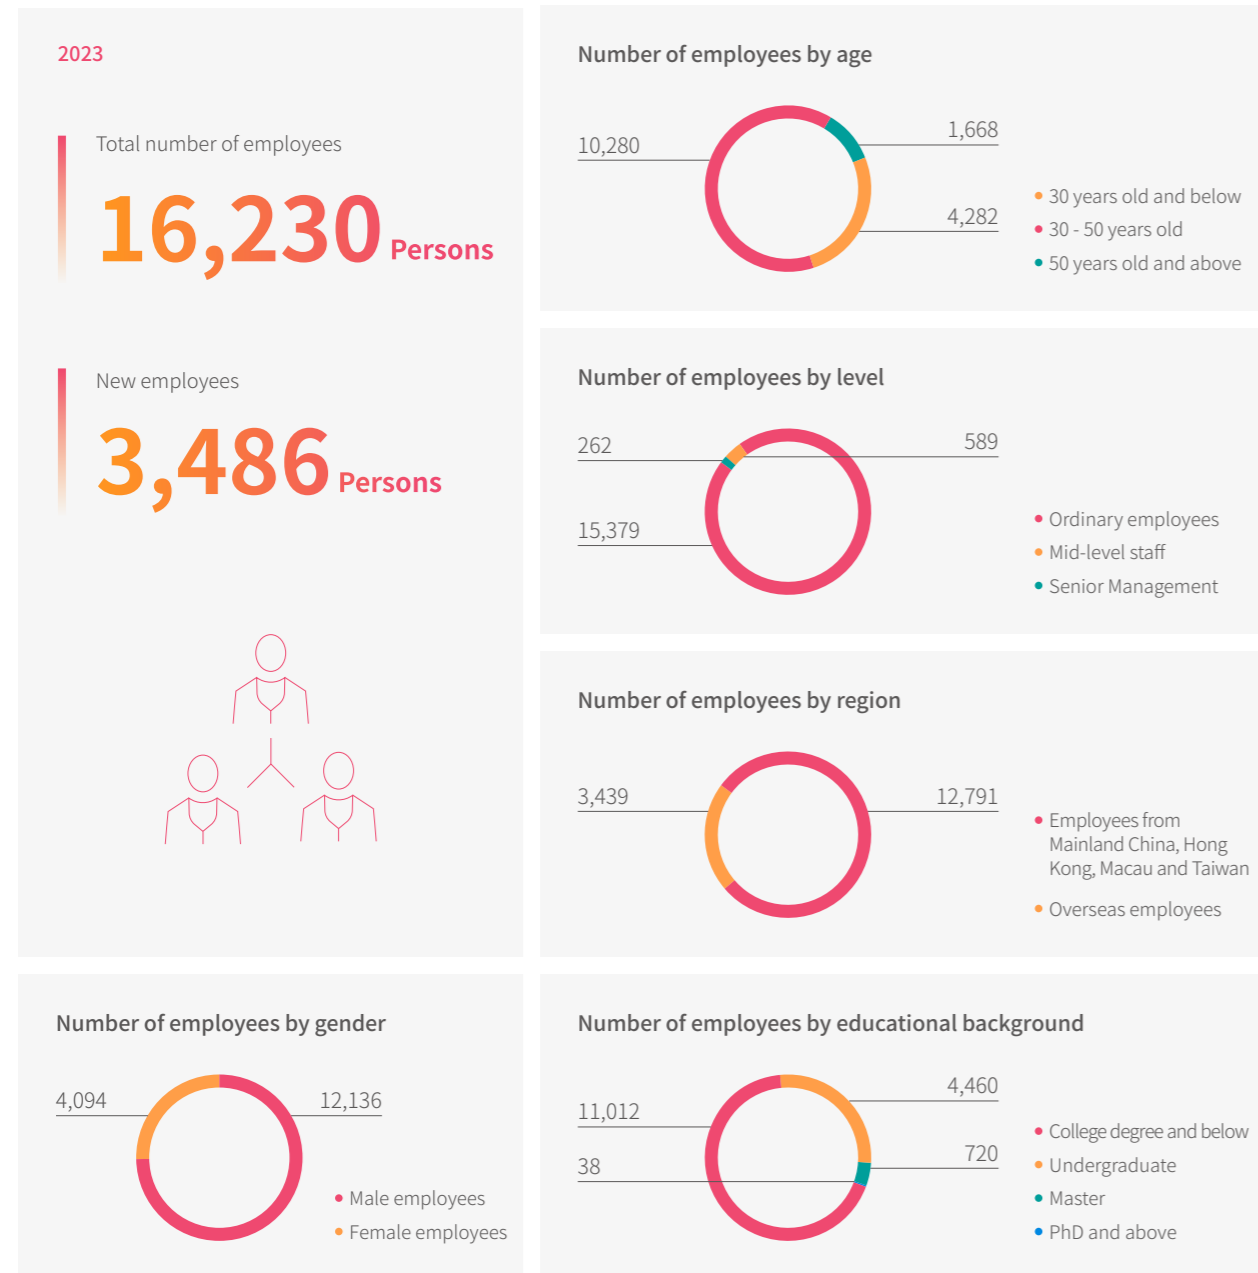 2023
Total number of employees
16,230 Persons
New employees
3,486 Persons
Number of employees by age
10,280
1,668
4,282
30 years old and below
30 - 50 years old
50 years old and above
Number of employees by level
262
589
15,379
Ordinary employees
Mid-level staff
Senior Management
Number of employees by region
3,439
12,791
Employees from
Mainland China, Hong
Kong, Macau and Taiwan
Overseas employees
Number of employees by gender
4,094
12,136
Male employees
Female employees
Number of employees by educational background
11,012
4,460
38
720
College degree and below
Undergraduate
Master
PhD and above